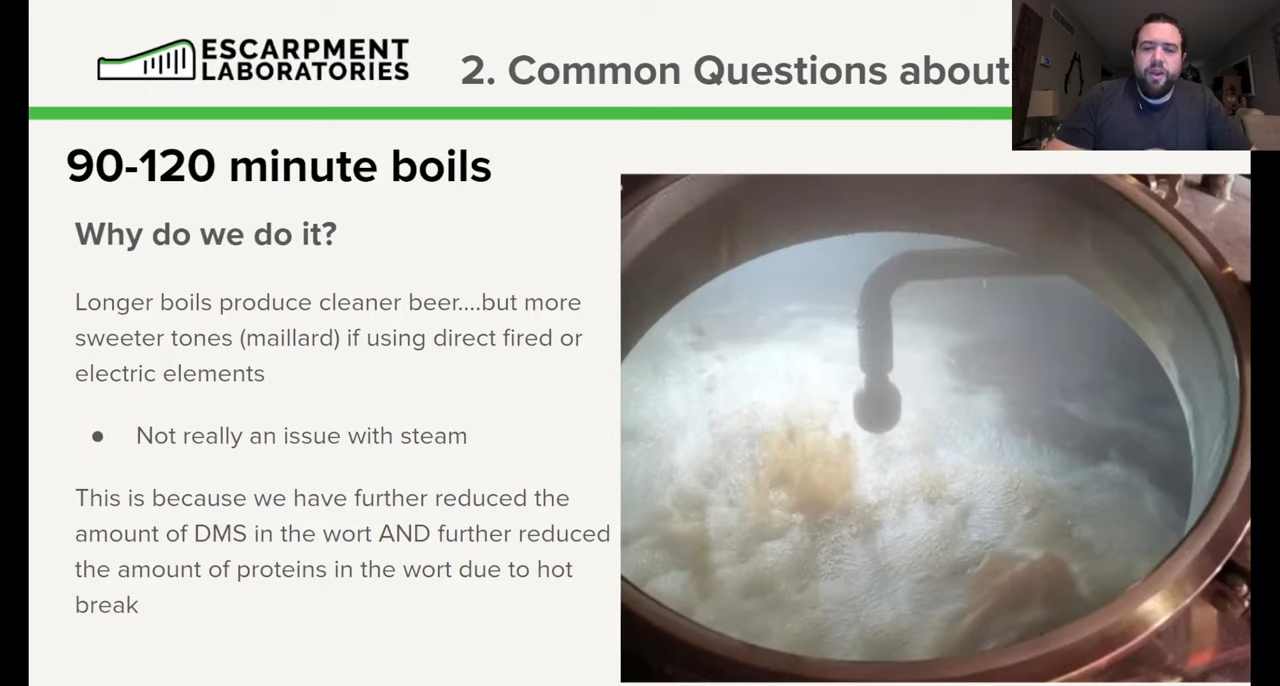 ESCARPMENT
LABORATORIES
2. Common Questions about
90-120 minute boils
Why do we do it?
Longer boils produce cleaner beer....but more
sweeter tones (maillard) if using direct fired or
electric elements
● Not really an issue with steam
This is because we have further reduced the
amount of DMS in the wort AND further reduced
the amount of proteins in the wort due to hot
break